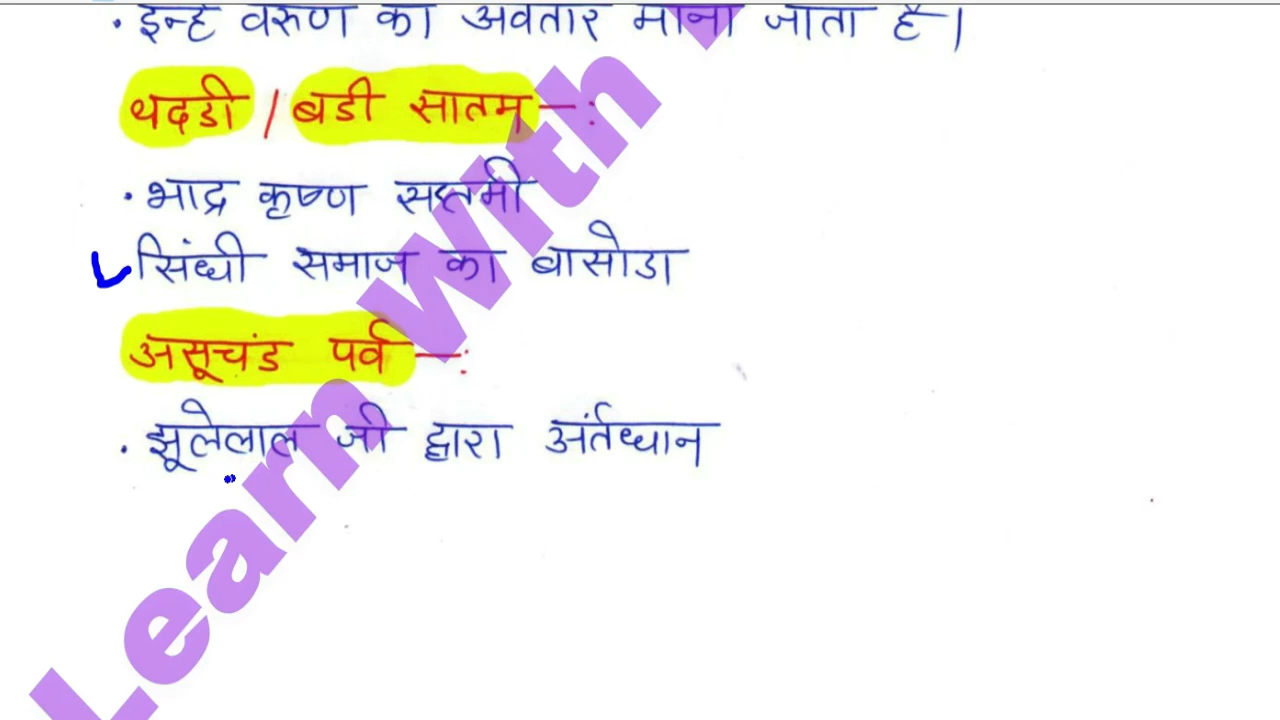 · इन्हे वरुण का अवतार माना जाता है।
थदडी / बडी सातम -:
· भाद्र कृष्ण सप्तमी
सिंध्धी समाज का बासोडा
असूचंड पर्व -:
· झूलेलाल जी द्वारा अंर्तध्धान
Learn With